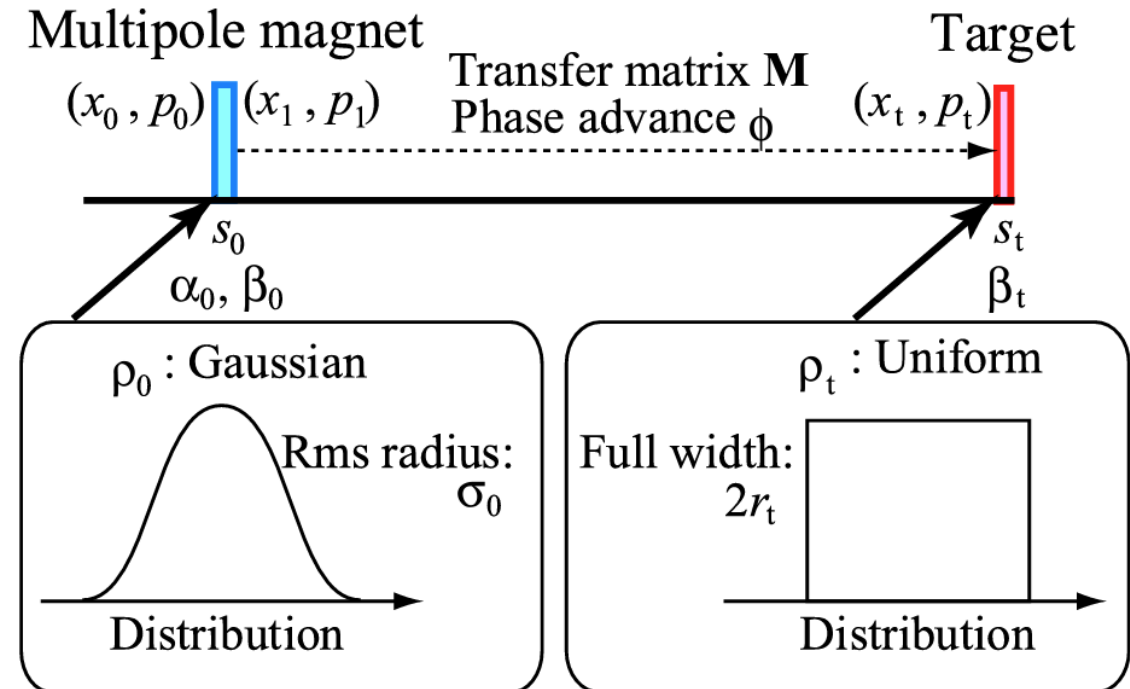 Multipole magnet
Target
(x₀ , p₀)
(x₁ , p₁)
Transfer matrix M
Phase advance ϕ
(xₜ , pₜ)
s₀
α₀, β₀
sₜ
βₜ
ρ₀ : Gaussian
Rms radius:
σ₀
Distribution
ρₜ : Uniform
Full width:
2rₜ
Distribution